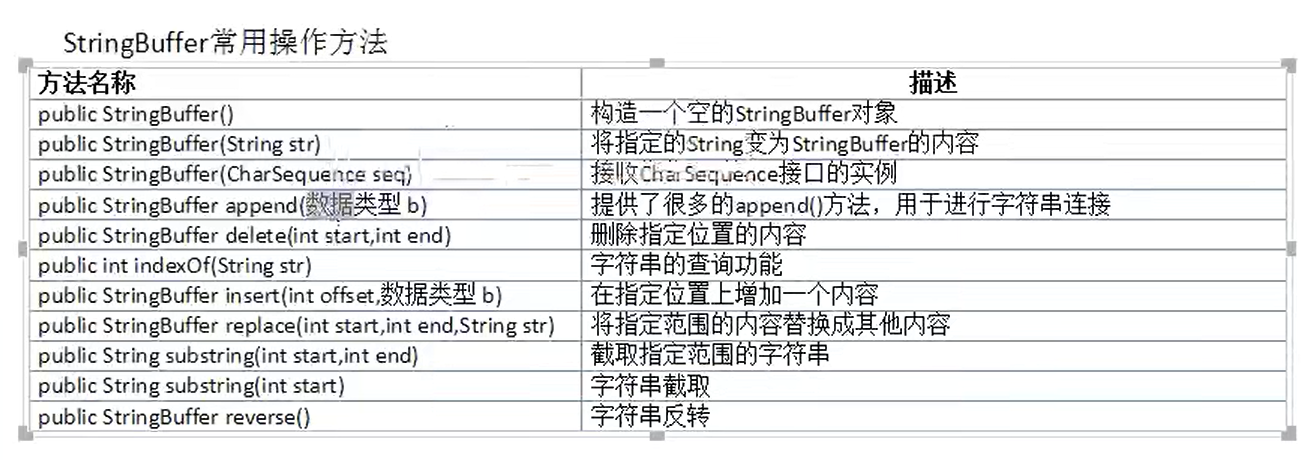 StringBuffer常用操作方法
方法名称 描述
public StringBuffer() 构造一个空的StringBuffer对象
public StringBuffer(String str) 将指定的String变为StringBuffer的内容
public StringBuffer(CharSequence seq) 接收CharSequence接口的实例
public StringBuffer append(数据类型 b) 提供了很多的append()方法，用于进行字符串连接
public StringBuffer delete(int start,int end) 删除指定位置的内容
public int indexOf(String str) 字符串的查询功能
public StringBuffer insert(int offset,数据类型 b) 在指定位置上增加一个内容
public StringBuffer replace(int start,int end,String str) 将指定范围的内容替换成其他内容
public String substring(int start,int end) 截取指定范围的字符串
public String substring(int start) 字符串截取
public StringBuffer reverse() 字符串反转